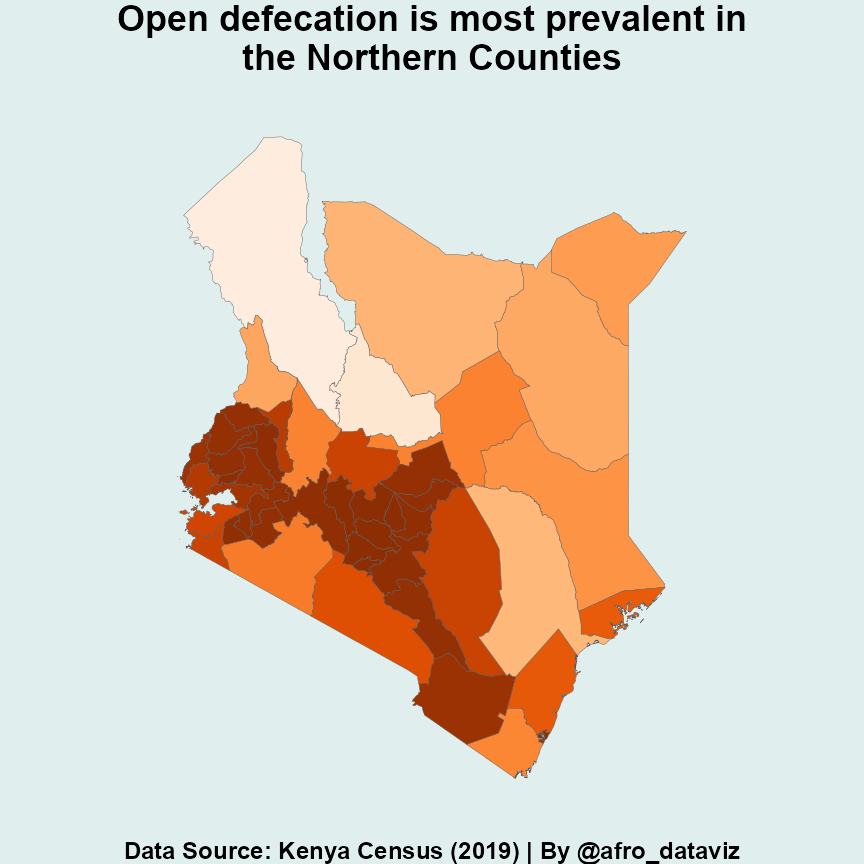 Open defecation is most prevalent in
the Northern Counties
Data Source: Kenya Census (2019) | By @afro_dataviz